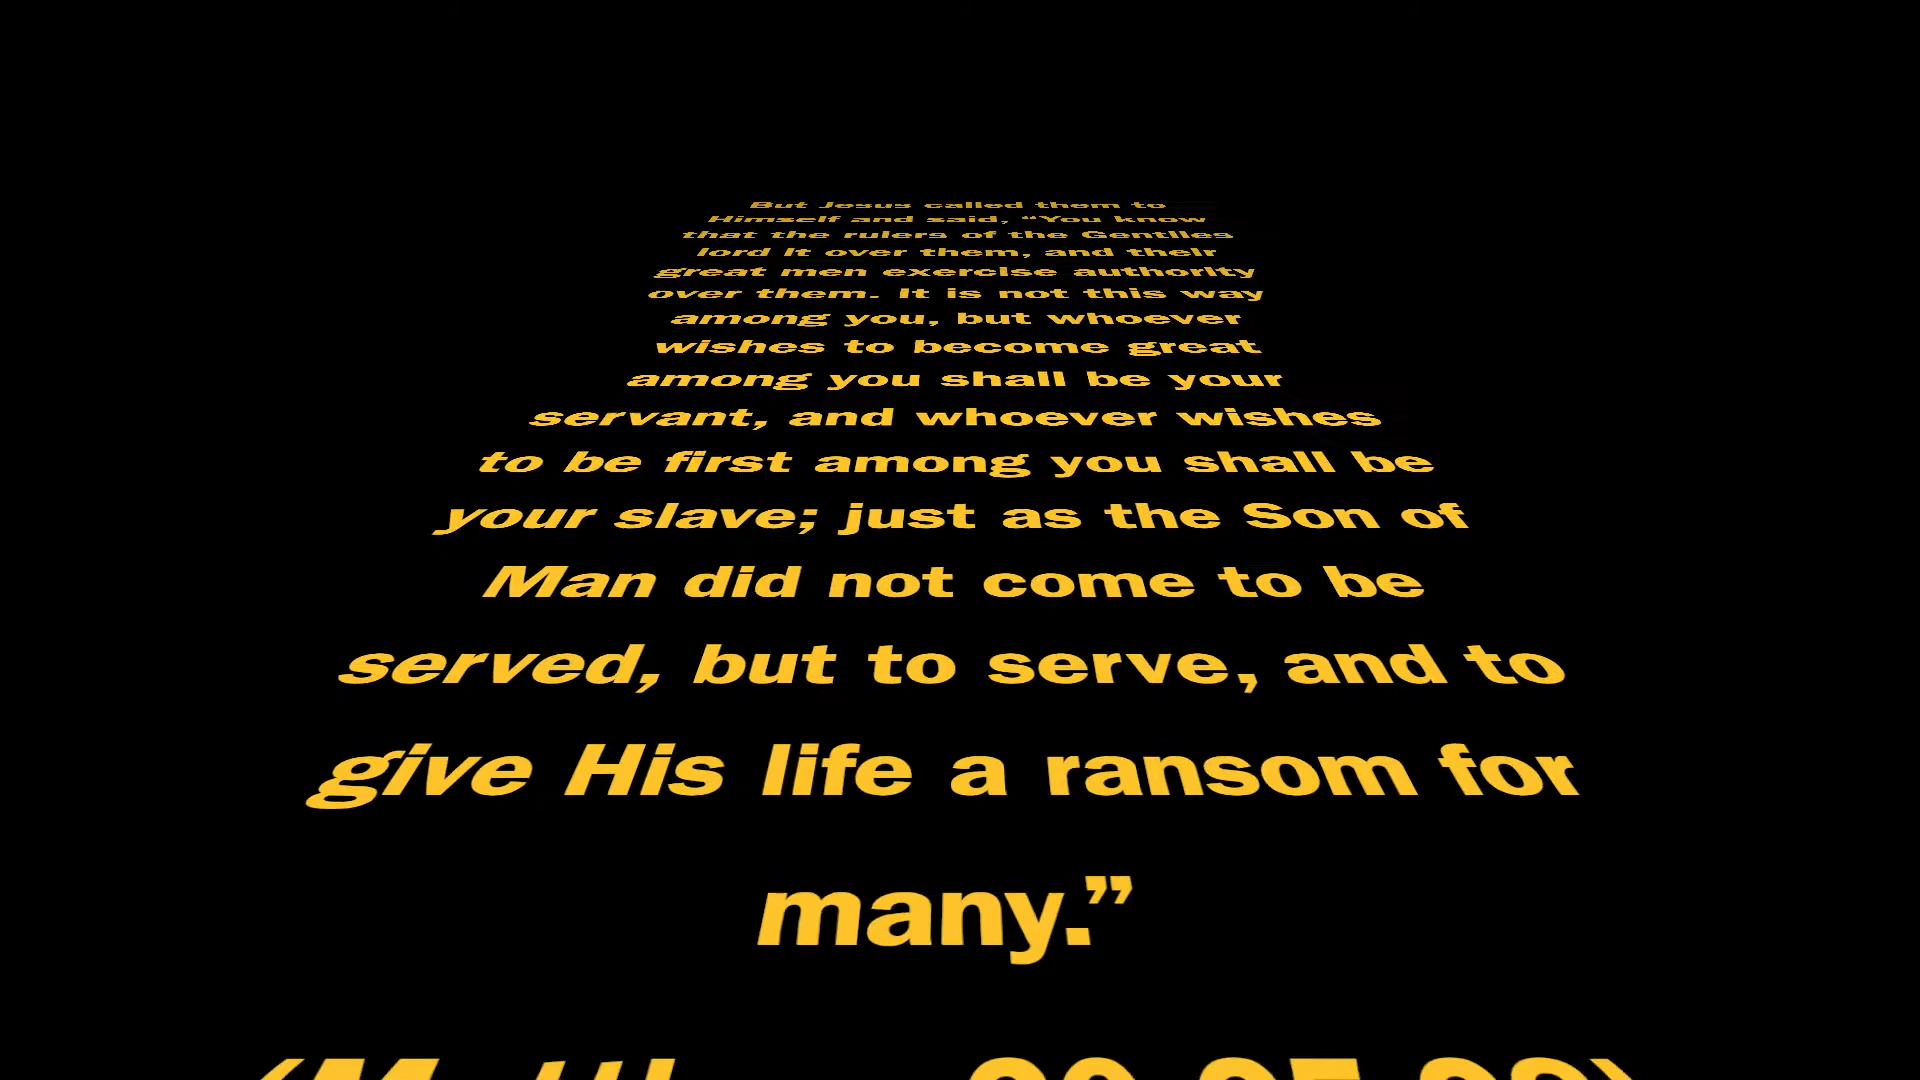 But Jesus called them to
Himself and said, “You know
that the rulers of the Gentiles
lord it over them, and their
great men exercise authority
over them. It is not this way
among you, but whoever
wishes to become great
among you shall be your
servant, and whoever wishes
to be first among you shall be
your slave; just as the Son of
Man did not come to be
served, but to serve, and to
give His life a ransom for
many.”
(Matthew 20:25-28)